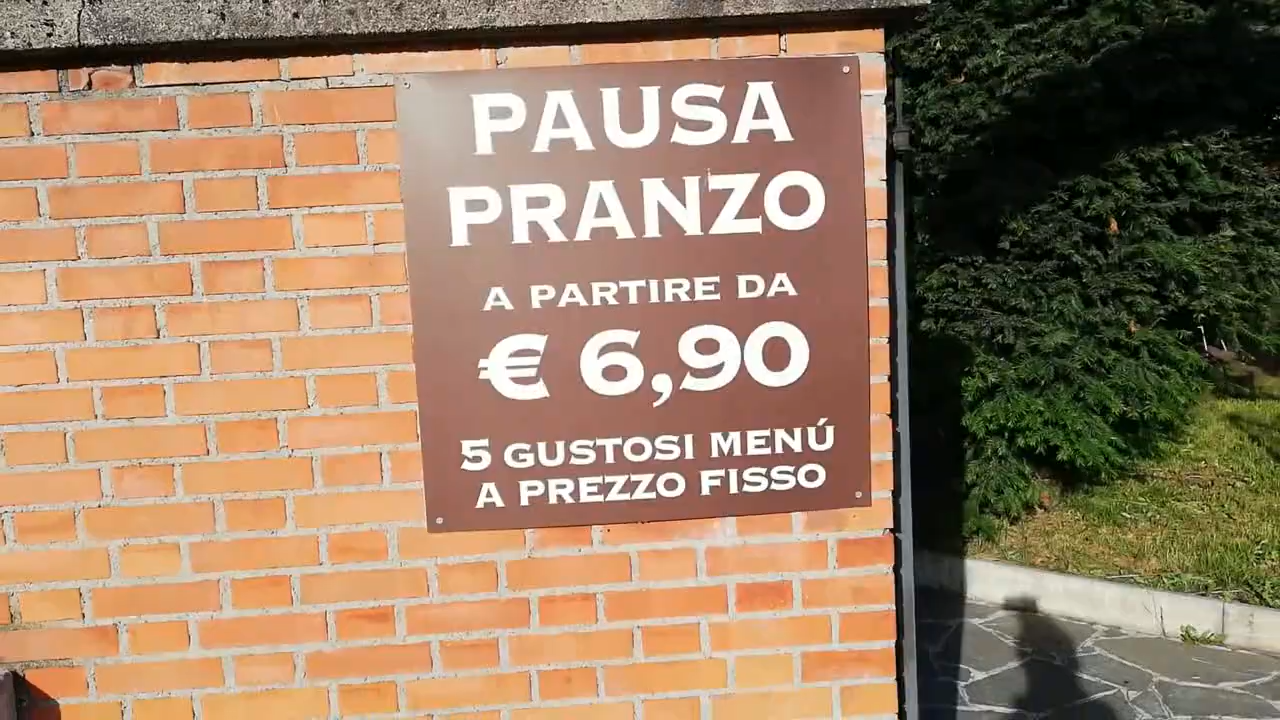 PAUSA
PRANZO
A PARTIRE DA
€ 6,90
5 GUSTOSI MENÚ
A PREZZO FISSO